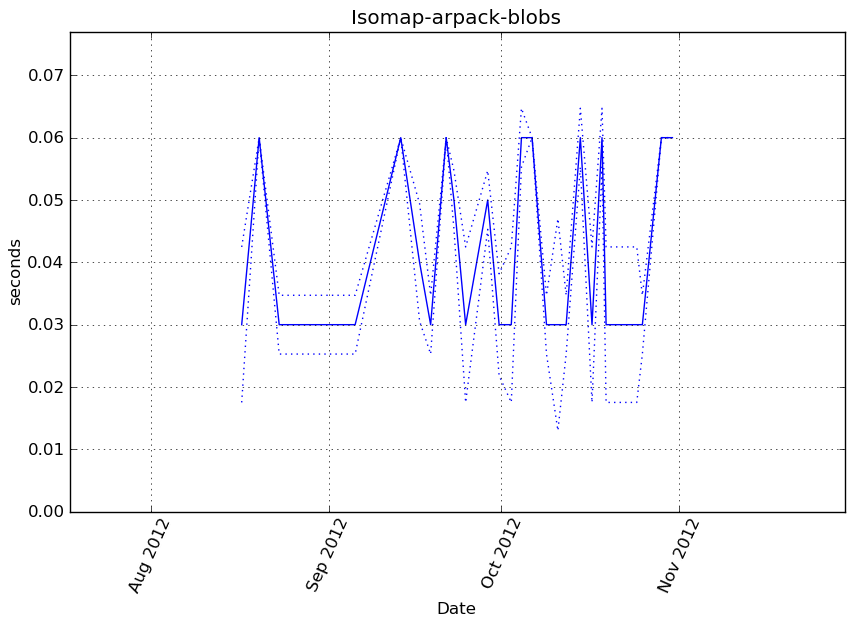 Isomap-arpack-blobs
0.07
0.06
0.05
0.04
0.03
0.02
0.01
0.00
seconds
Aug 2012
Sep 2012
Oct 2012
Nov 2012
Date